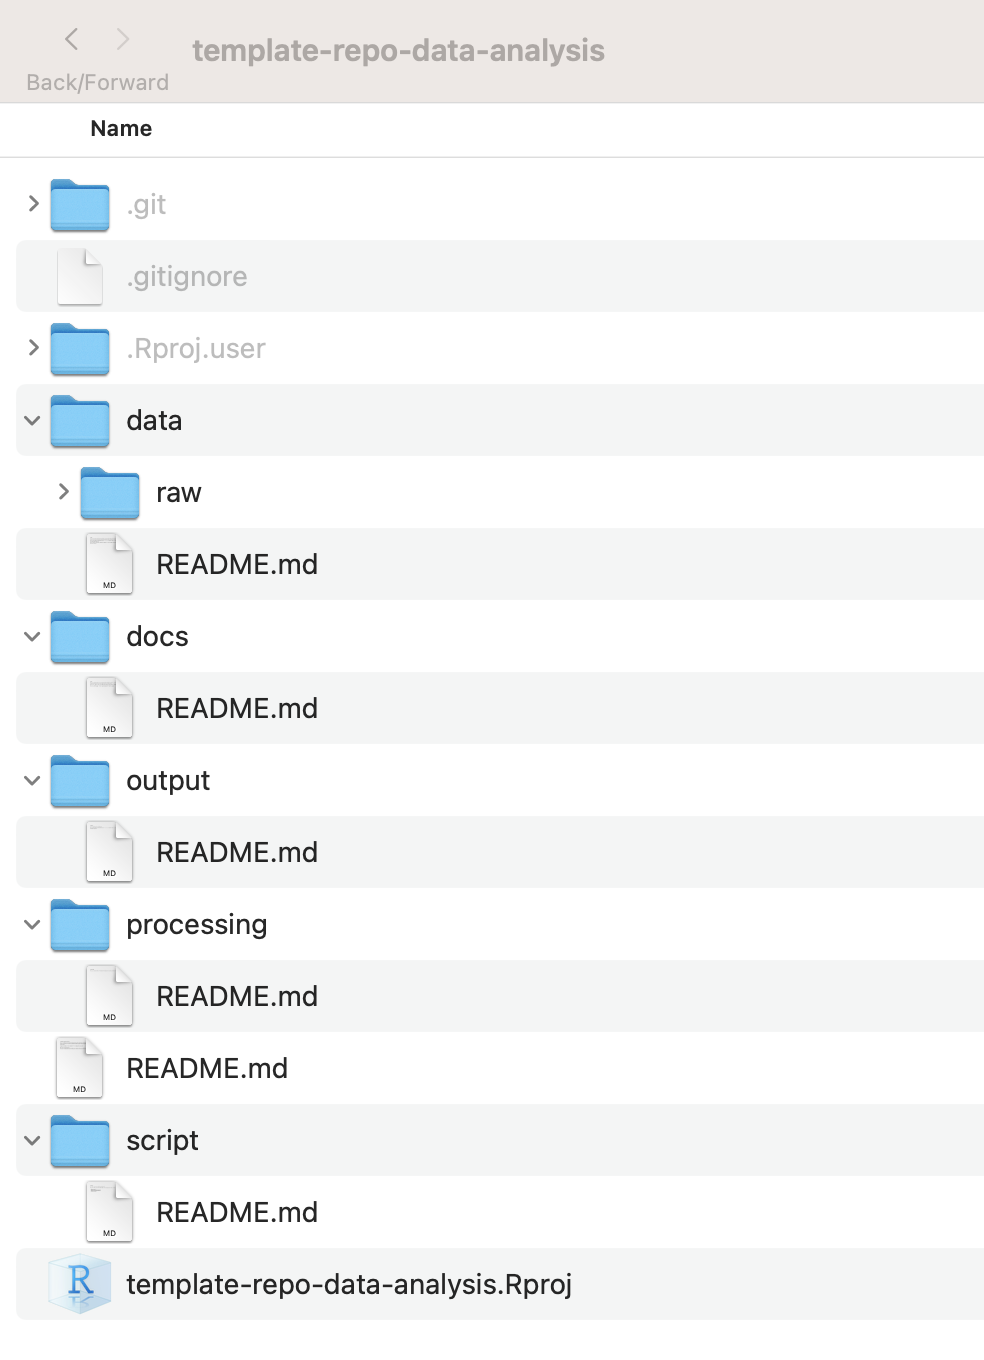 template-repo-data-analysis
Back/Forward
Name
.git
.gitignore
.Rproj.user
data
raw
README.md
MD
docs
README.md
MD
output
README.md
MD
processing
README.md
MD
README.md
MD
script
README.md
MD
R
template-repo-data-analysis.Rproj